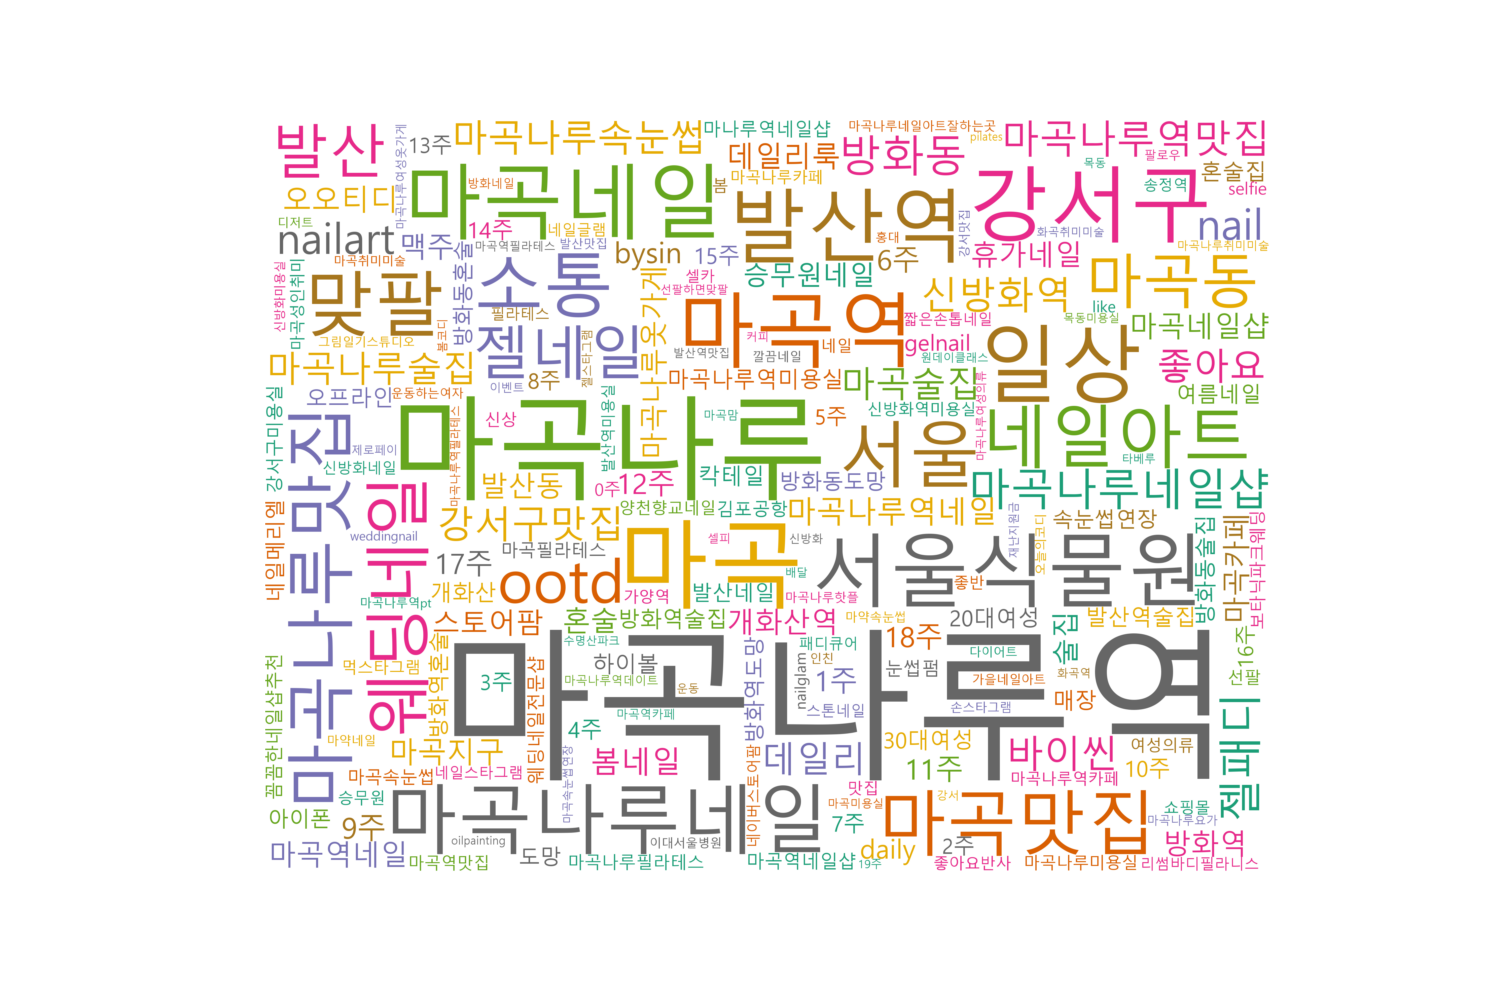 발산
13주
마곡나루속눈썹
마나루역네일샵
마곡나루네일아트잘하는곳
pilates
마곡나루역맛집
마곡나루여성옷가게
방화네일
마곡네일
봄
데일리룩
마곡나루카페
방화동
목동
팔로우
송정역
혼술집
selfie
오오티디
디저트
nailart
맥주
14주
마곡역필라테스
네일글램
발산맛집
bysin
15주
발산역
홍대
6주
강서맛집
강서구
화곡취미미술
nail
마곡나루취미미술
휴가네일
신방화미용실
마곡성인취미
마곡취미미술
맞팔
그림일기스튜디오
방화동혼술
봄코디
소통
필라테스
젤네일
젤스타그램
마곡나루옷가게
셀카
선팔하면맞팔
승무원네일
마곡역
커피
발산역맛집
깔끔네일
네일
신방화역
짧은손톱네일
gelnail
원데이클래스
마곡동
like
목동미용실
마곡네일샵
일상
좋아요
여름네일
마곡나루술집
8주
이벤트
마곡나루역미용실
마곡술집
신방화역미용실
마곡나루여성의류
강서구미용실
오프라인
운동하는여자
마곡나루역필라테스
신상
마곡나루
발산역미용실
마곡맘
5주
서울
네일아트
타베루
마곡나루맛집
제로페이
신방화네일
발산동
0주
12주
칵테일
방화동도망
마곡나루네일샵
네일메리엘
weddingnail
웨딩네일
강서구맛집
양천향교네일
김포공항
마곡나루역네일
재난지원금
오늘의코디
속눈썹연장
방화동술집
마곡카페
보타닉파크웨딩
17주
마곡필라테스
ootd
마곡
셀피
신방화
배달
서울식물원
좋반
마곡나루역pt
개화산
가양역
발산네일
마곡나루핫플
스토어팜
혼술
방화역술집
개화산역
마약속눈썹
18주
20대여성
술집
발산역술집
16주
꼼꼼한네일샵추천
먹스타그램
방화역혼술
3주
마곡나루역
수명산파크
하이볼
마곡나루역데이트
운동
방화역도망
nailglam
패디큐어
인친
1주
눈썹펌
다이어트
가을네일아트
화곡역
선팔
마약네일
웨딩네일전문샵
4주
마곡역카페
스톤네일
손스타그램
매장
젤패디
마곡지구
봄네일
데일리
30대여성
11주
바이씬
여성의류
10주
마곡속눈썹
네일스타그램
마곡속눈썹연장
네이버스토어팜
맛집
마곡나루역카페
승무원
아이폰
9주
마곡나루네일
oilpainting
이대서울병원
마곡미용실
7주
강서
마곡맛집
쇼핑몰
마곡나루요가
마곡역네일
마곡역맛집
도망
마곡나루필라테스
마곡역네일샵
19주
daily
2주
좋아요반사
마곡나루미용실
방화역
리썸바디필라니스